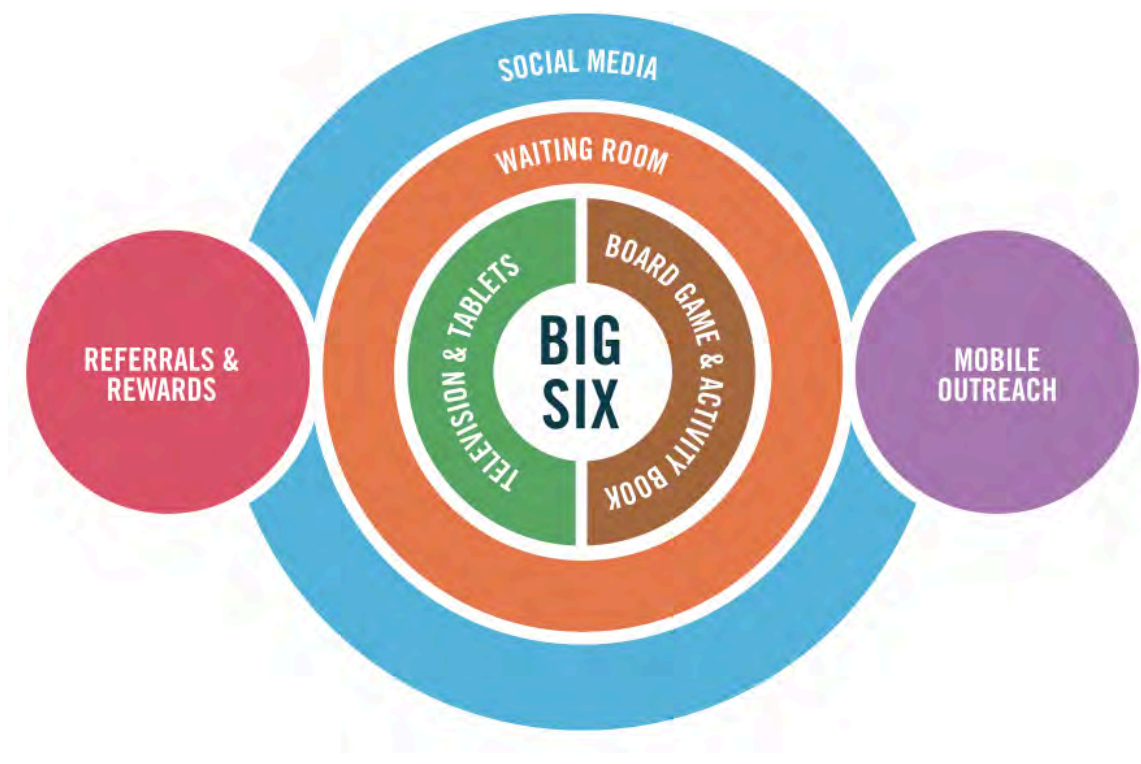 SOCIAL MEDIA
WAITING ROOM
TELEVISION & TABLETS
BOARD GAME & ACTIVITY BOOK
BIG
SIX
REFERRALS &
REWARDS
MOBILE
OUTREACH